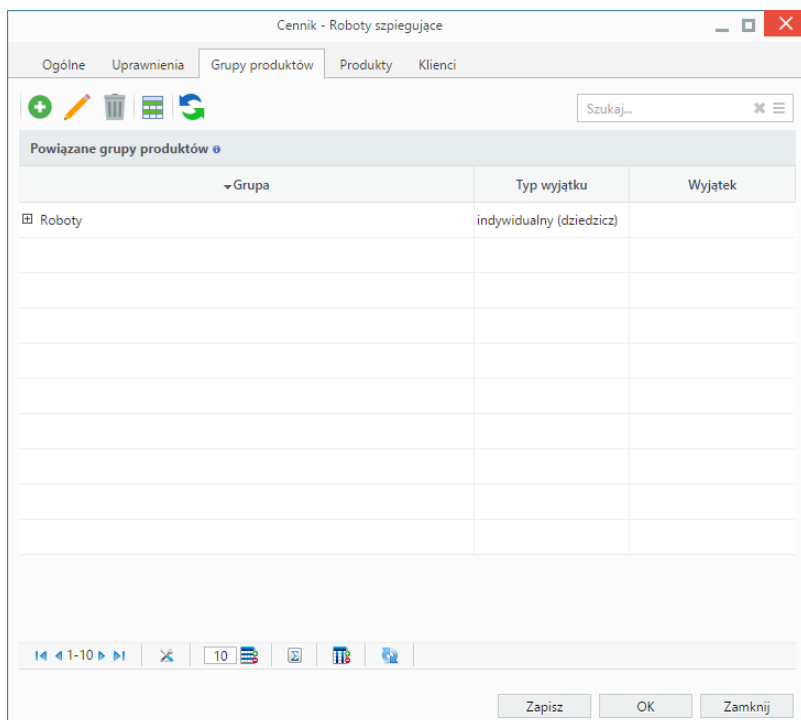 Cennik - Roboty szpiegujące
Ogólne Uprawnienia Grupy produktów Produkty Klienci
Szukaj...
Powiązane grupy produktów
Grupa Typ wyjątku Wyjątek
Roboty indywidualny (dziedzicz)
1-10 10
Zapisz OK Zamknij